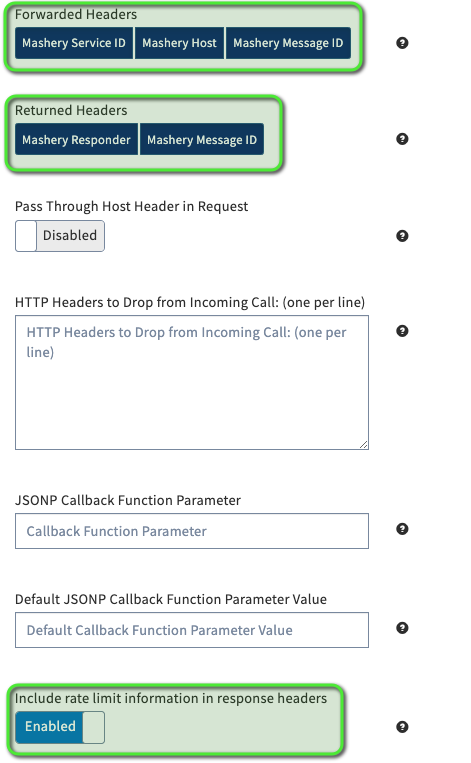 Forwarded Headers
Mashery Service ID Mashery Host Mashery Message ID
Returned Headers
Mashery Responder Mashery Message ID
Pass Through Host Header in Request
Disabled
HTTP Headers to Drop from Incoming Call: (one per line)
HTTP Headers to Drop from Incoming Call: (one per
line)
JSONP Callback Function Parameter
Callback Function Parameter
Default JSONP Callback Function Parameter Value
Default Callback Function Parameter Value
Include rate limit information in response headers
Enabled